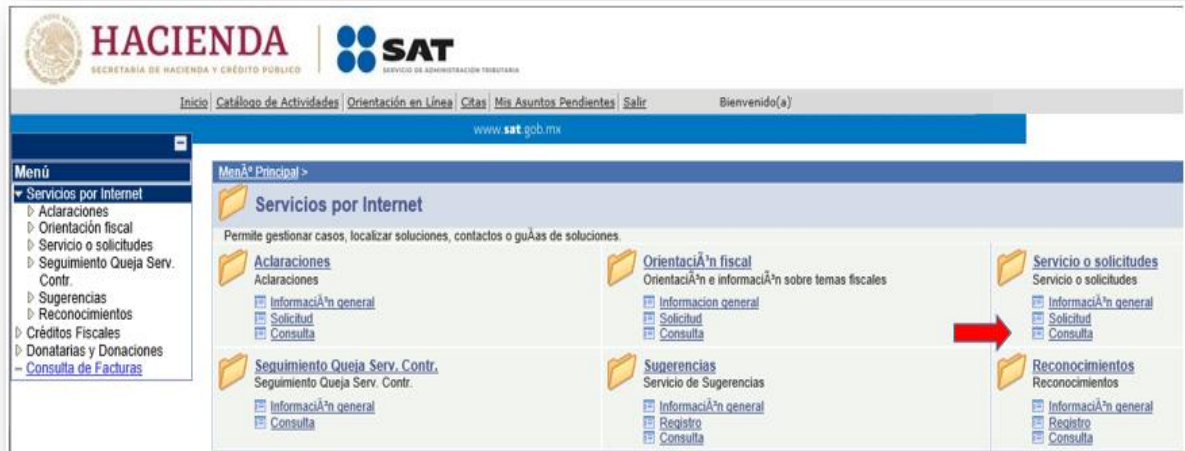 HACIENDA
SECRETARÍA DE HACIENDA Y CRÉDITO PÚBLICO
SAT
SERVICIO DE ADMINISTRACIÓN TRIBUTARIA
Inicio Catálogo de Actividades Orientación en Línea Citas Mis Asuntos Pendientes Salir Bienvenido(a)
www.sat.gob.mx
Menú
Servicios por Internet
Aclaraciones
Orientación fiscal
Servicio o solicitudes
Seguimiento Queja Serv.
Contr.
Sugerencias
Reconocimientos
Créditos Fiscales
Donatarias y Donaciones
Consulta de Facturas
MenÃº Principal >
Servicios por Internet
Permite gestionar casos, localizar soluciones, contactos o guÃas de soluciones.
Aclaraciones
Aclaraciones
InformaciÃ³n general
Solicitud
Consulta
OrientaciÃ³n fiscal
OrientaciÃ³n e informaciÃ³n sobre temas fiscales
Informacion general
Solicitud
Consulta
Servicio o solicitudes
Servicio o solicitudes
InformaciÃ³n general
Solicitud
Consulta
Seguimiento Queja Serv. Contr.
Seguimiento Queja Serv. Contr.
InformaciÃ³n general
Consulta
Sugerencias
Servicio de Sugerencias
InformaciÃ³n general
Registro
Consulta
Reconocimientos
Reconocimientos
InformaciÃ³n general
Registro
Consulta